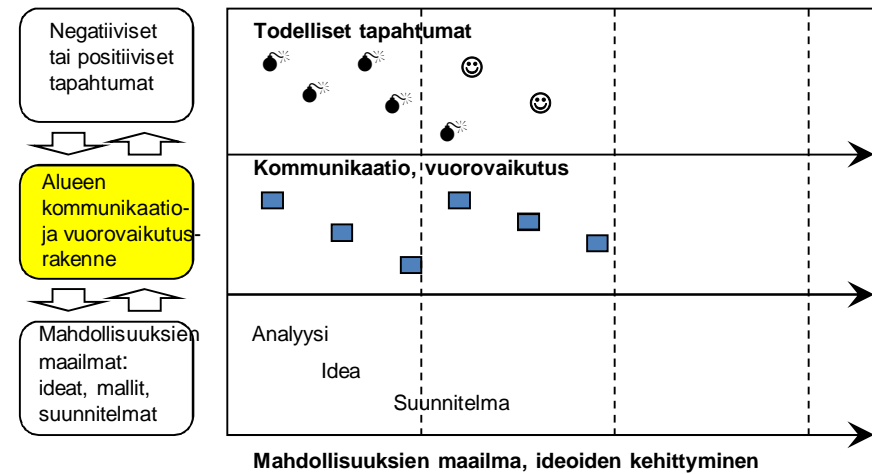 Negatiiviset
tai positiiviset
tapahtumat
Alueen
kommunikaatio-
ja vuorovaikutus-
rakenne
Mahdollisuuksien
maailmat:
ideat, mallit,
suunnitelmat
Todelliset tapahtumat
Kommunikaatio, vuorovaikutus
Analyysi
Idea
Suunnitelma
Mahdollisuuksien maailma, ideoiden kehittyminen